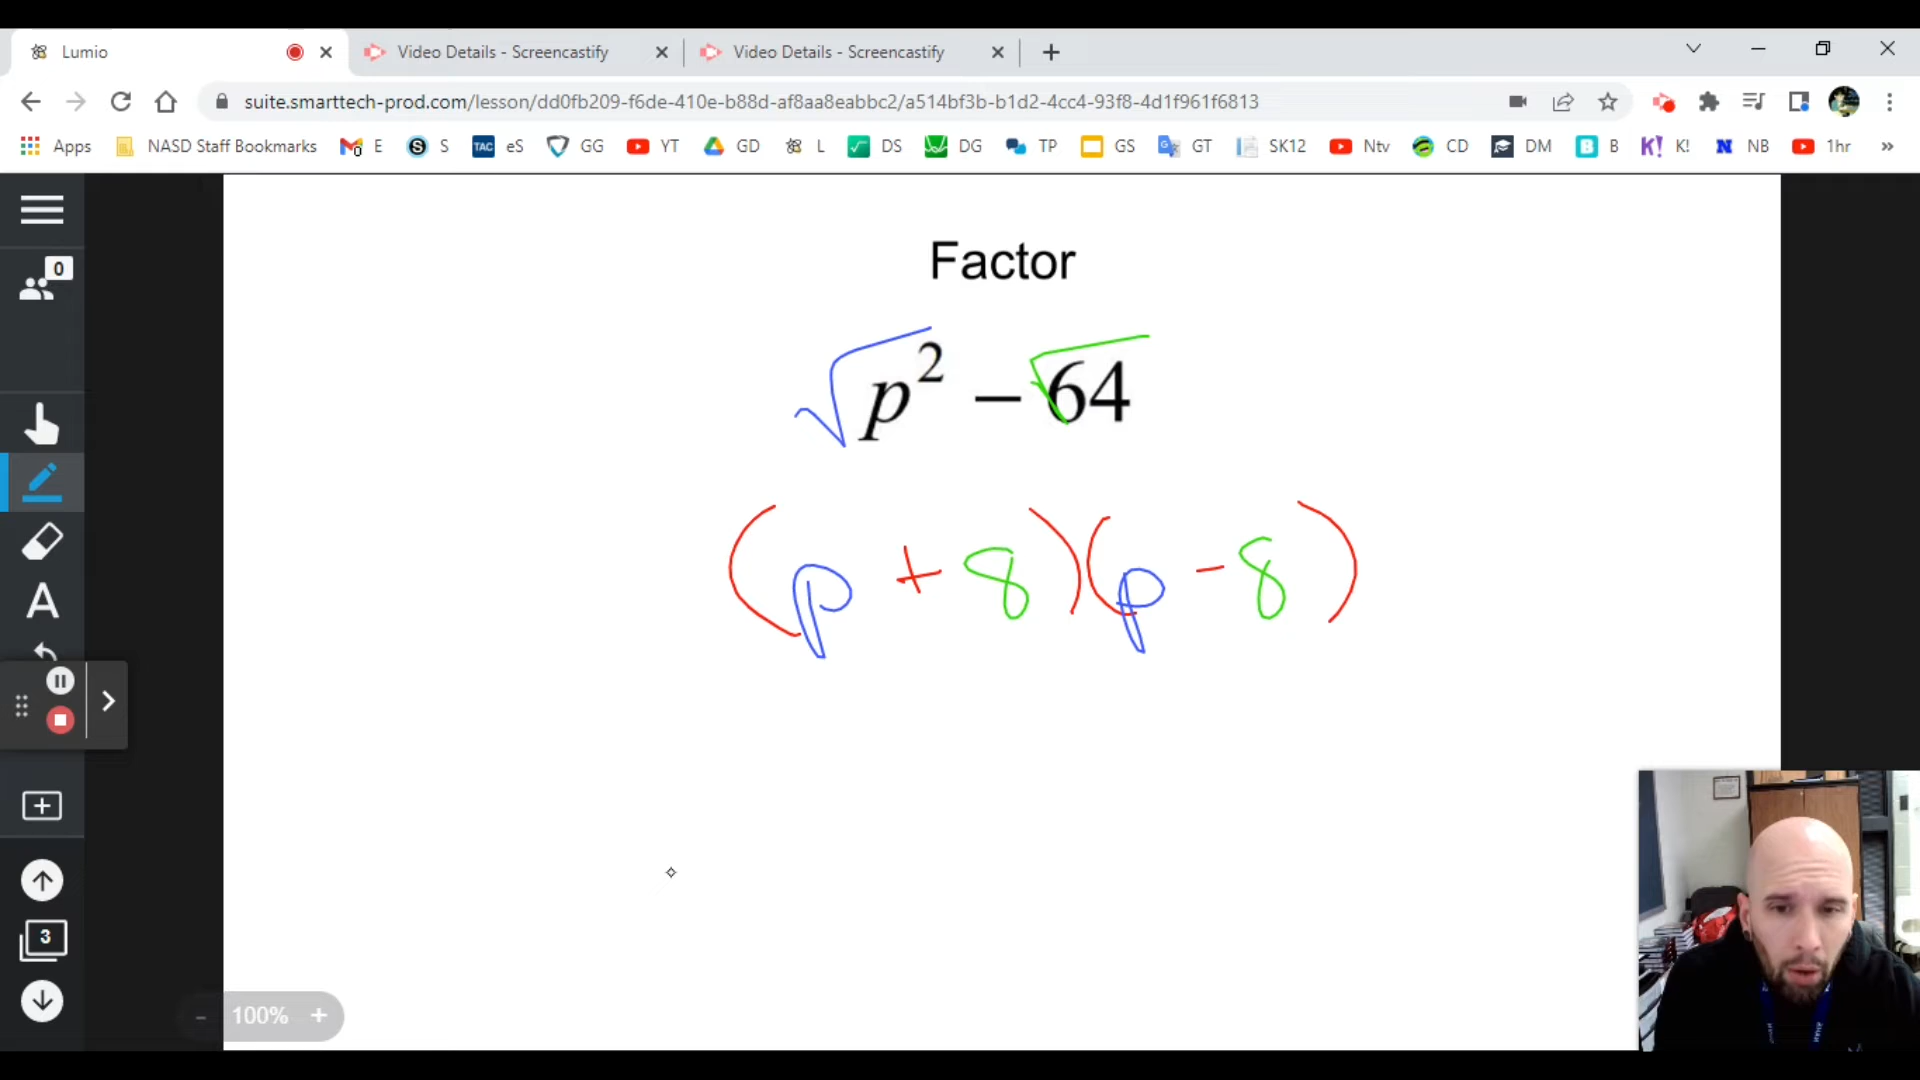 Lumio
Video Details - Screencastify
Video Details - Screencastify
suite.smarttech-prod.com/lesson/dd0fb209-f6de-410e-b88d-af8aa8eabbc2/a514bf3b-b1d2-4cc4-93f8-4d1f961f6813
Apps NASD Staff Bookmarks E S S TAC eS GG YT GD L DS DG TP GS GT SK12 Ntv CD DM B B K! K! N NB 1hr »
0
Factor
√p² − √64
(p + 8)(p - 8)
A
3
- 100% +